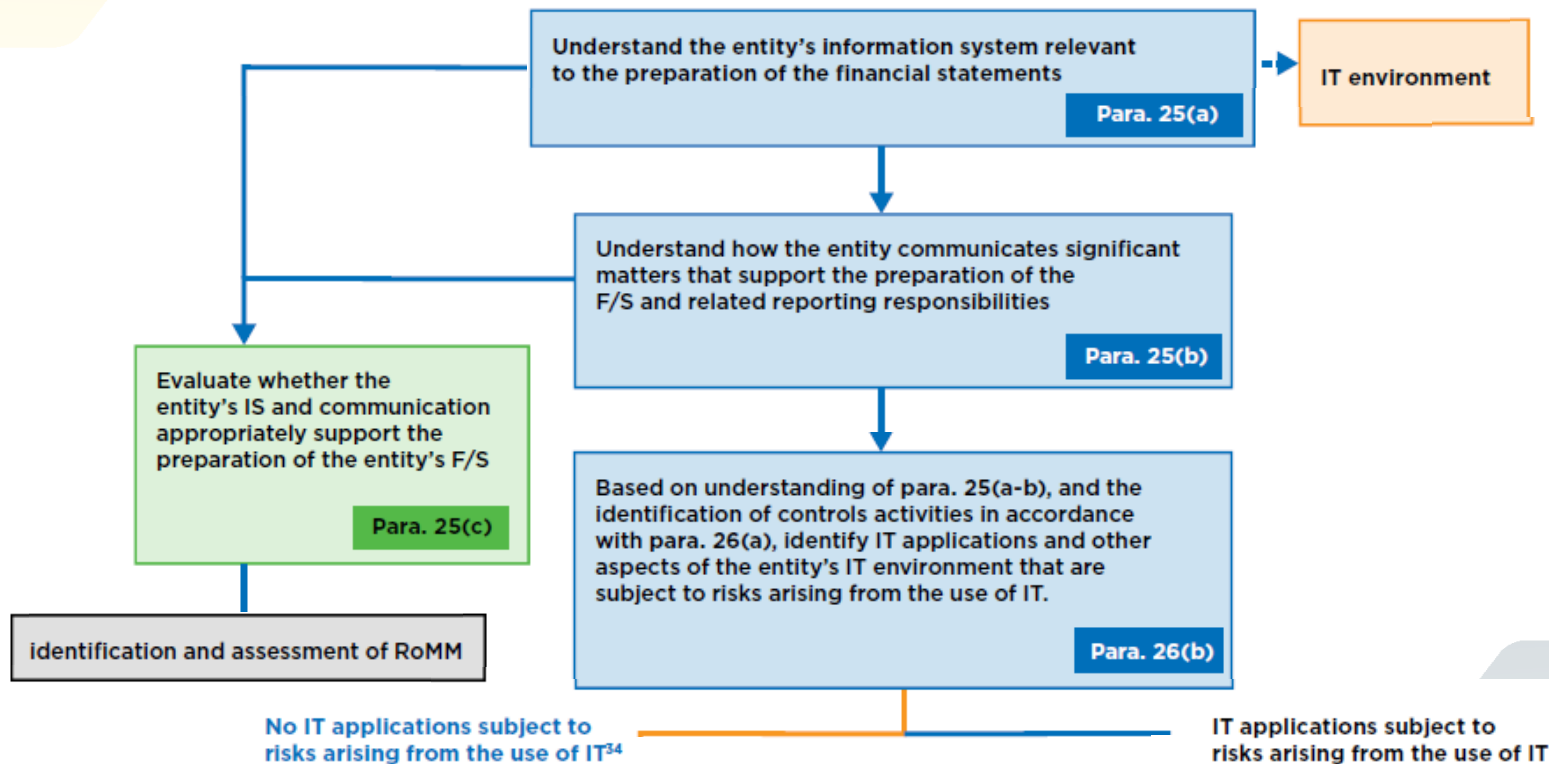 Understand the entity's information system relevant
to the preparation of the financial statements
Para. 25(a)
IT environment
Understand how the entity communicates significant
matters that support the preparation of the
F/S and related reporting responsibilities
Para. 25(b)
Evaluate whether the
entity's IS and communication
appropriately support the
preparation of the entity's F/S
Para. 25(c)
Based on understanding of para. 25(a-b), and the
identification of controls activities in accordance
with para. 26(a), identify IT applications and other
aspects of the entity's IT environment that are
subject to risks arising from the use of IT.
Para. 26(b)
identification and assessment of RoMM
No IT applications subject to
risks arising from the use of IT³⁴
IT applications subject to
risks arising from the use of IT